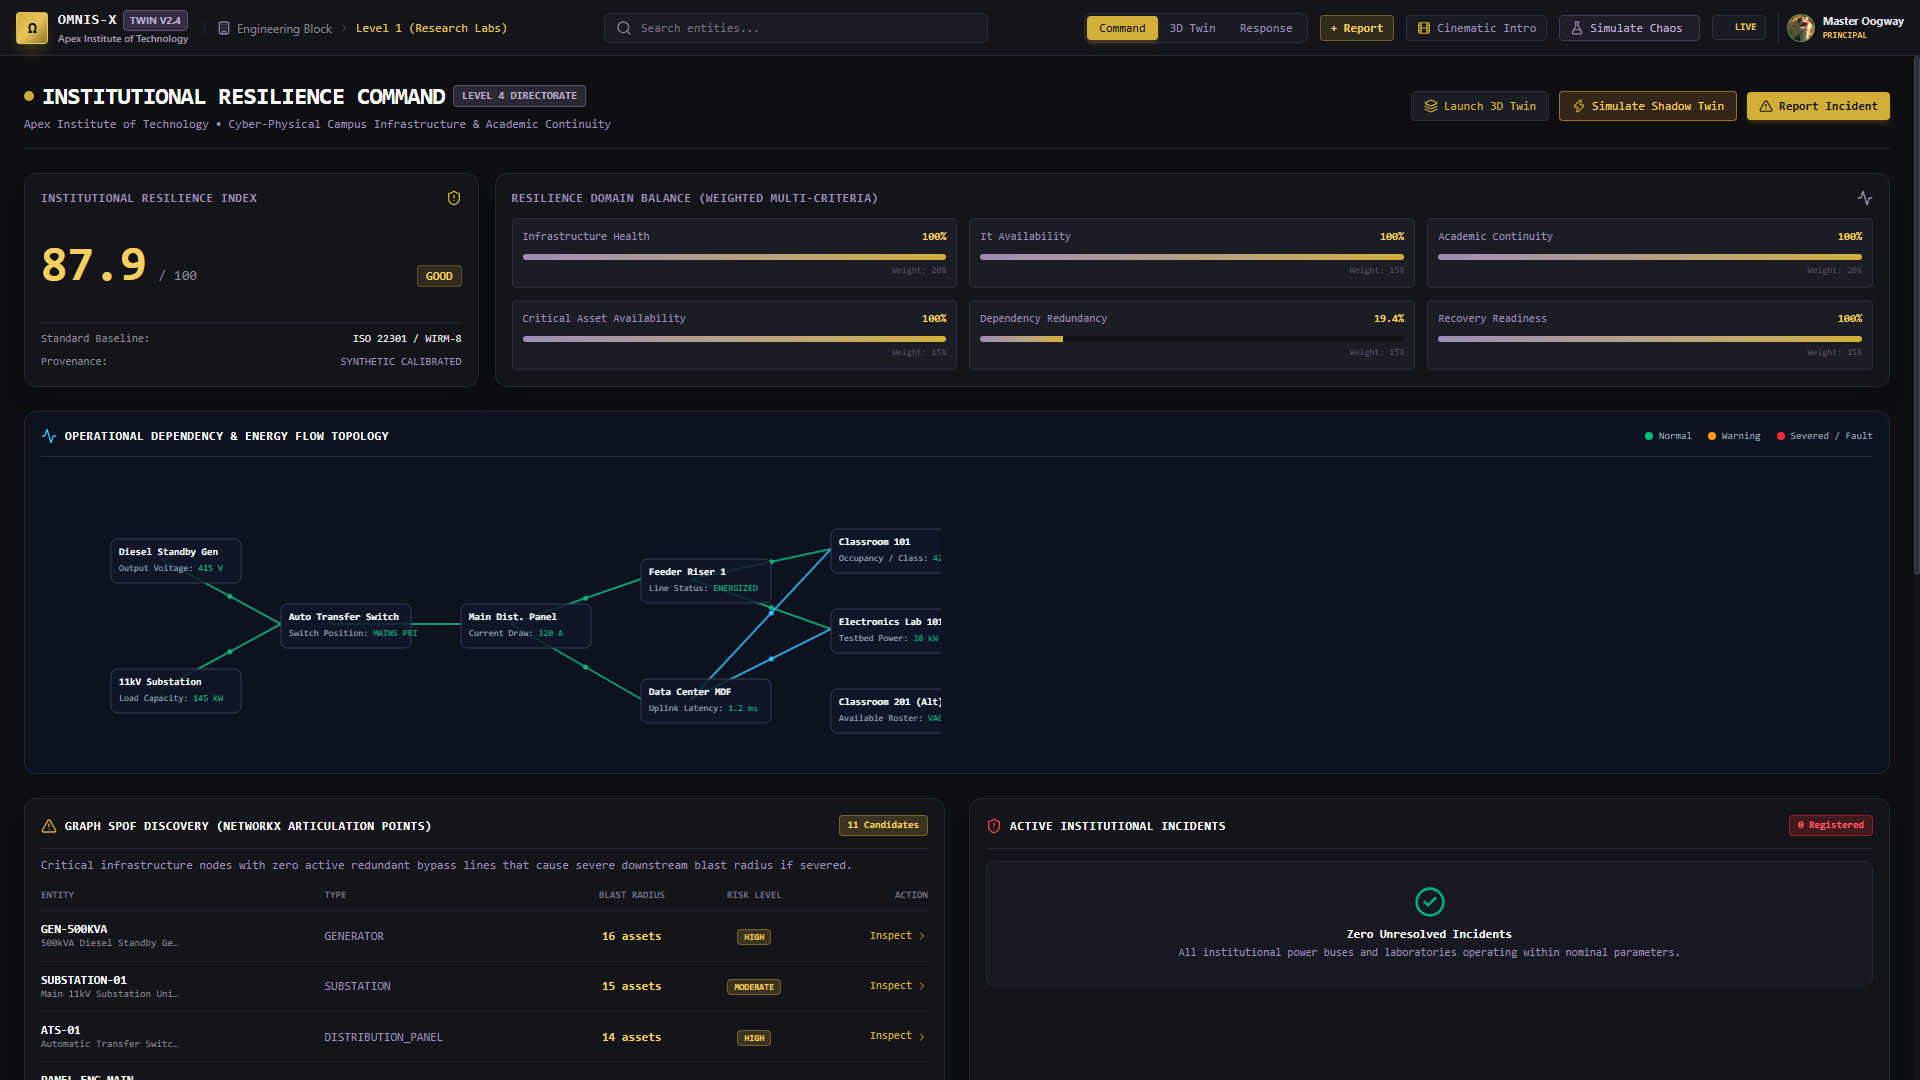 Ω
OMNIS-X TWIN V2.4
Apex Institute of Technology
Engineering Block > Level 1 (Research Labs)
Search entities...
Command 3D Twin Response
+ Report
Cinematic Intro
Simulate Chaos
LIVE
Master Oogway
PRINCIPAL
INSTITUTIONAL RESILIENCE COMMAND LEVEL 4 DIRECTORATE
Apex Institute of Technology • Cyber-Physical Campus Infrastructure & Academic Continuity
Launch 3D Twin
Simulate Shadow Twin
Report Incident
INSTITUTIONAL RESILIENCE INDEX
87.9 / 100
GOOD
Standard Baseline: ISO 22301 / WIRM-8
Provenance: SYNTHETIC CALIBRATED
RESILIENCE DOMAIN BALANCE (WEIGHTED MULTI-CRITERIA)
Infrastructure Health 100%
Weight: 20%
It Availability 100%
Weight: 15%
Academic Continuity 100%
Weight: 20%
Critical Asset Availability 100%
Weight: 15%
Dependency Redundancy 19.4%
Weight: 15%
Recovery Readiness 100%
Weight: 15%
OPERATIONAL DEPENDENCY & ENERGY FLOW TOPOLOGY
Normal Warning Severed / Fault
Diesel Standby Gen
Output Voltage: 415 V
11kV Substation
Load Capacity: 145 kW
Auto Transfer Switch
Switch Position: MAINS PRI
Main Dist. Panel
Current Draw: 320 A
Feeder Riser 1
Line Status: ENERGIZED
Data Center MDF
Uplink Latency: 1.2 ms
Classroom 101
Occupancy / Class: 42
Electronics Lab 101
Testbed Power: 38 kW
Classroom 201 (Alt)
Available Roster: VAC
GRAPH SPOF DISCOVERY (NETWORKX ARTICULATION POINTS)
11 Candidates
Critical infrastructure nodes with zero active redundant bypass lines that cause severe downstream blast radius if severed.
ENTITY TYPE BLAST RADIUS RISK LEVEL ACTION
GEN-500KVA
500kVA Diesel Standby Ge…
GENERATOR 16 assets HIGH Inspect >
SUBSTATION-01
Main 11kV Substation Uni…
SUBSTATION 15 assets MODERATE Inspect >
ATS-01
Automatic Transfer Switc…
DISTRIBUTION_PANEL 14 assets HIGH Inspect >
PANEL-ENG-MAIN
ACTIVE INSTITUTIONAL INCIDENTS
0 Registered
Zero Unresolved Incidents
All institutional power buses and laboratories operating within nominal parameters.